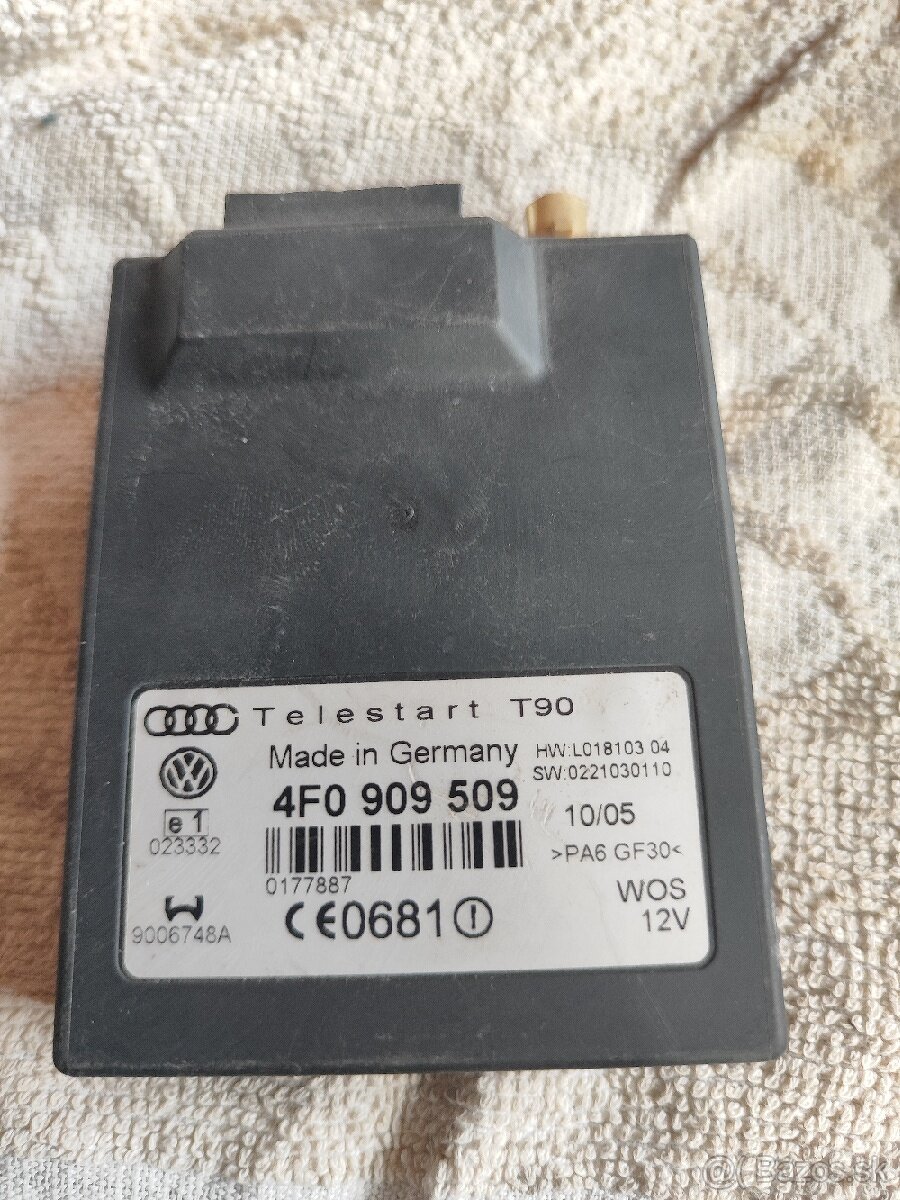 Telestart T90
Made in Germany
HW:L018103 04
SW:0221030110
4F0 909 509
10/05
e1
023332
>PA6 GF30<
0177887
WOS
12V
CE0681
9006748A
© Bazos.sk